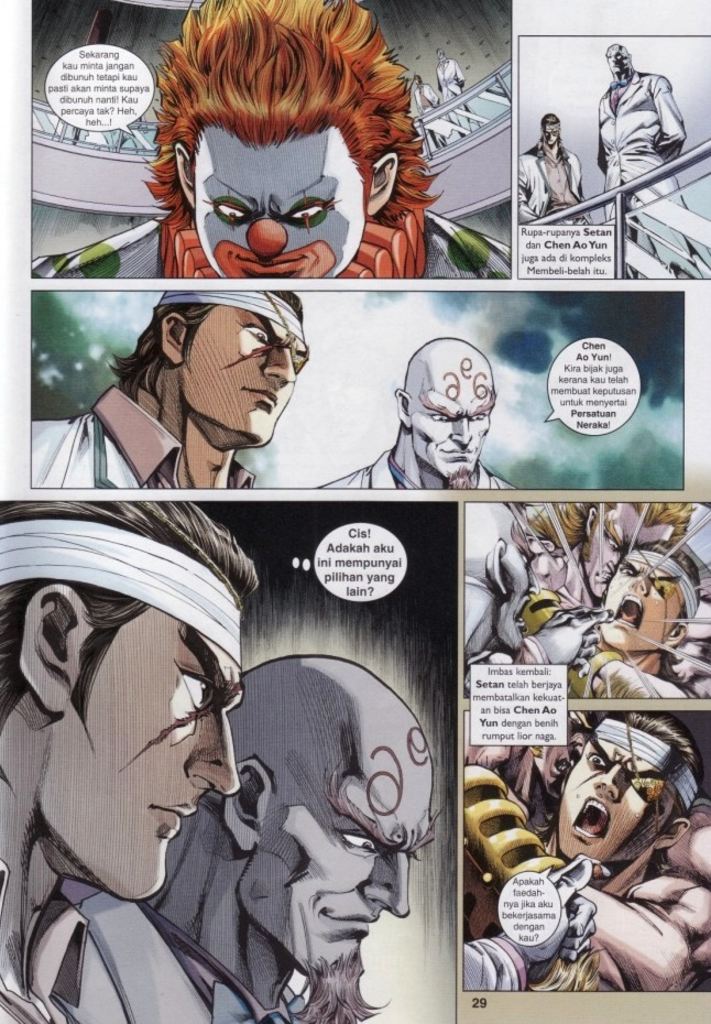 Sekarang
kau minta jangan
dibunuh tetapi kau
pasti akan minta supaya
dibunuh nanti! Kau
percaya tak? Heh,
heh...!
Rupa-rupanya Setan
dan Chen Ao Yun
juga ada di kompleks
Membeli-belah itu.
Chen
Ao Yun!
Kira bijak juga
kerana kau telah
membuat keputusan
untuk menyertai
Persatuan
Neraka!
Cis!
Adakah aku
ini mempunyai
pilihan yang
lain?
Imbas kembali:
Setan telah berjaya
membatalkan kekuat-
an bisa Chen Ao
Yun dengan benih
rumput lior naga.
Apakah
faedah-
nya jika aku
bekerjasama
dengan
kau?
29